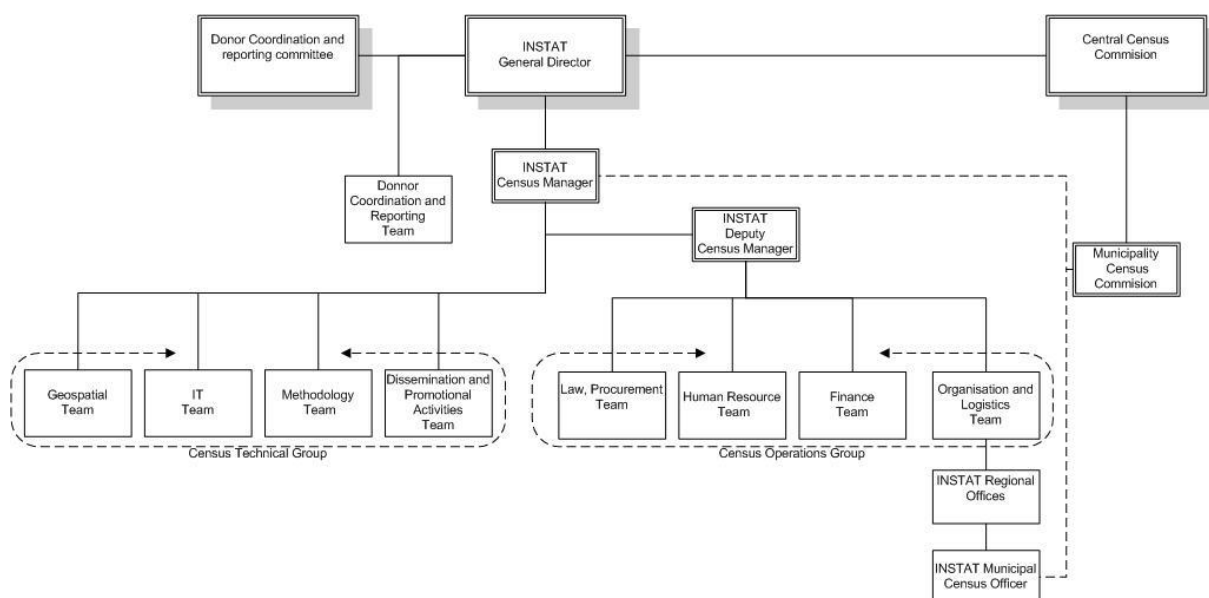 Donor Coordination and
reporting committee
INSTAT
General Director
Central Census
Commision
INSTAT
Census Manager
Donnor
Coordination and
Reporting
Team
INSTAT
Deputy
Census Manager
Municipality
Census
Commision
Geospatial
Team
IT
Team
Methodology
Team
Dissemination and
Promotional
Activities
Team
Law, Procurement
Team
Human Resource
Team
Finance
Team
Organisation and
Logistics
Team
Census Technical Group
Census Operations Group
INSTAT Regional
Offices
INSTAT Municipal
Census Officer